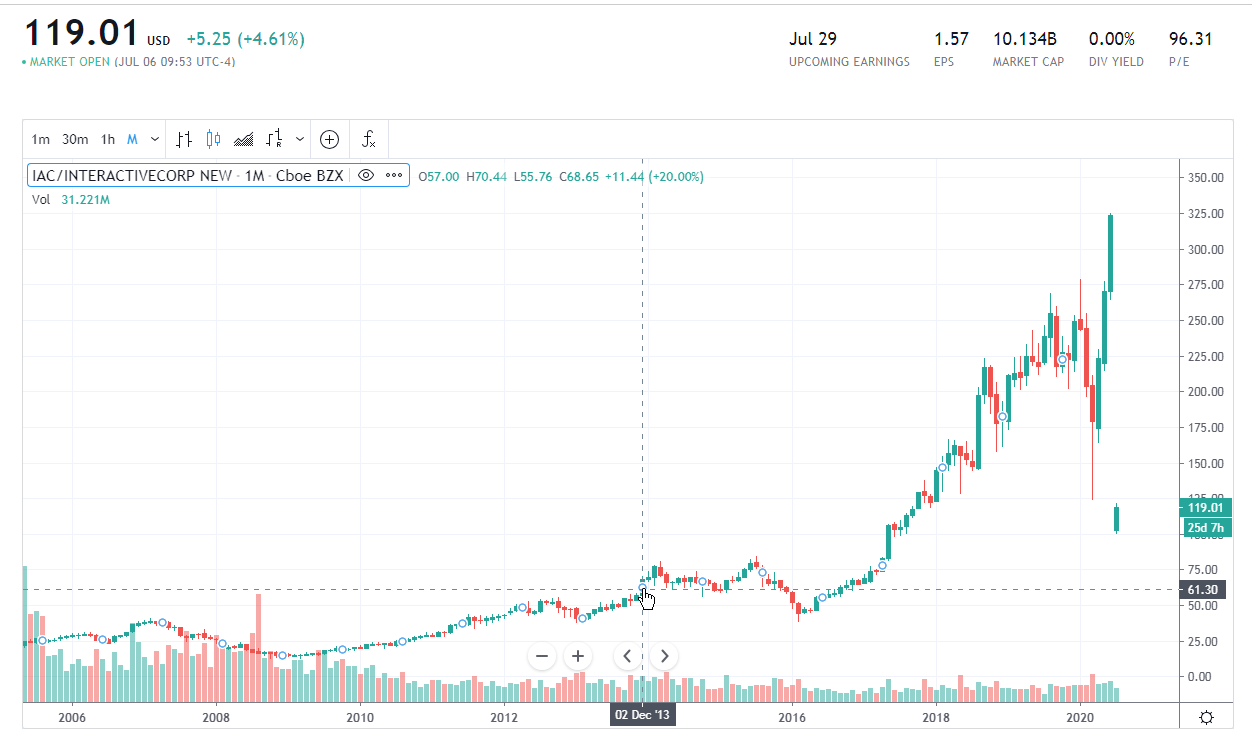 119.01 USD +5.25 (+4.61%)
• MARKET OPEN (JUL 06 09:53 UTC-4)
Jul 29 1.57 10.134B 0.00% 96.31
UPCOMING EARNINGS EPS MARKET CAP DIV YIELD P/E
1m 30m 1h M
IAC/INTERACTIVECORP NEW · 1M · Cboe BZX ••• O57.00 H70.44 L55.76 C68.65 +11.44 (+20.00%)
Vol 31.221M
350.00
325.00
300.00
275.00
250.00
225.00
200.00
175.00
150.00
125.00
119.01
25d 7h
100.00
75.00
61.30
50.00
25.00
0.00
2006 2008 2010 2012 02 Dec '13 2016 2018 2020